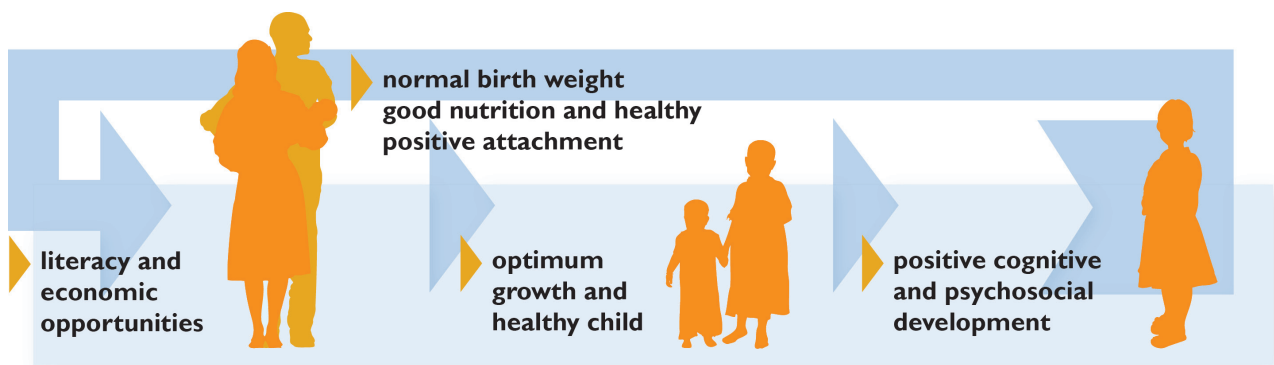 normal birth weight
good nutrition and healthy
positive attachment
literacy and
economic
opportunities
optimum
growth and
healthy child
positive cognitive
and psychosocial
development